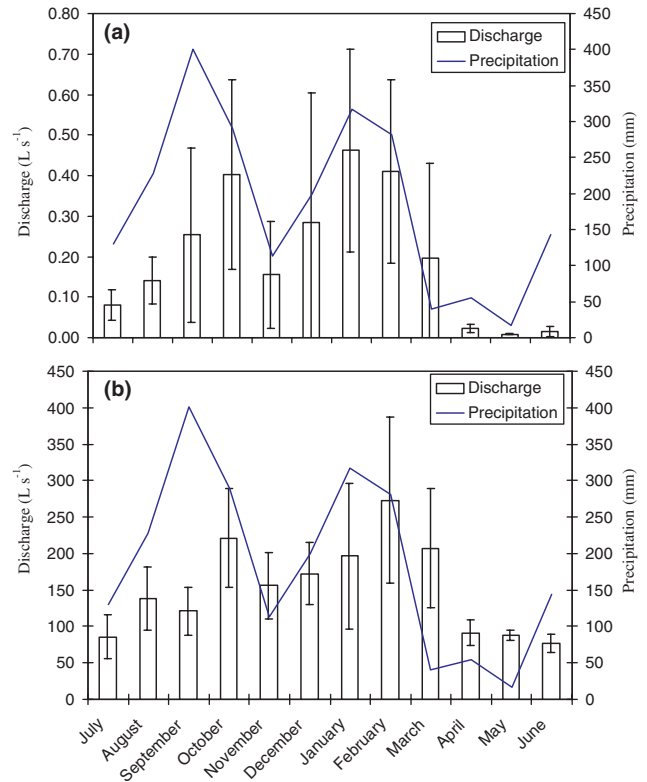 (a)
Discharge
Precipitation
Discharge (L s-1)
0.80
0.70
0.60
0.50
0.40
0.30
0.20
0.10
0.00
450
400
350
300
250
200
150
100
50
0
Precipitation (mm)
(b)
Discharge
Precipitation
Discharge (L s-1)
450
400
350
300
250
200
150
100
50
0
450
400
350
300
250
200
150
100
50
0
Precipitation (mm)
July
August
September
October
November
December
January
February
March
April
May
June